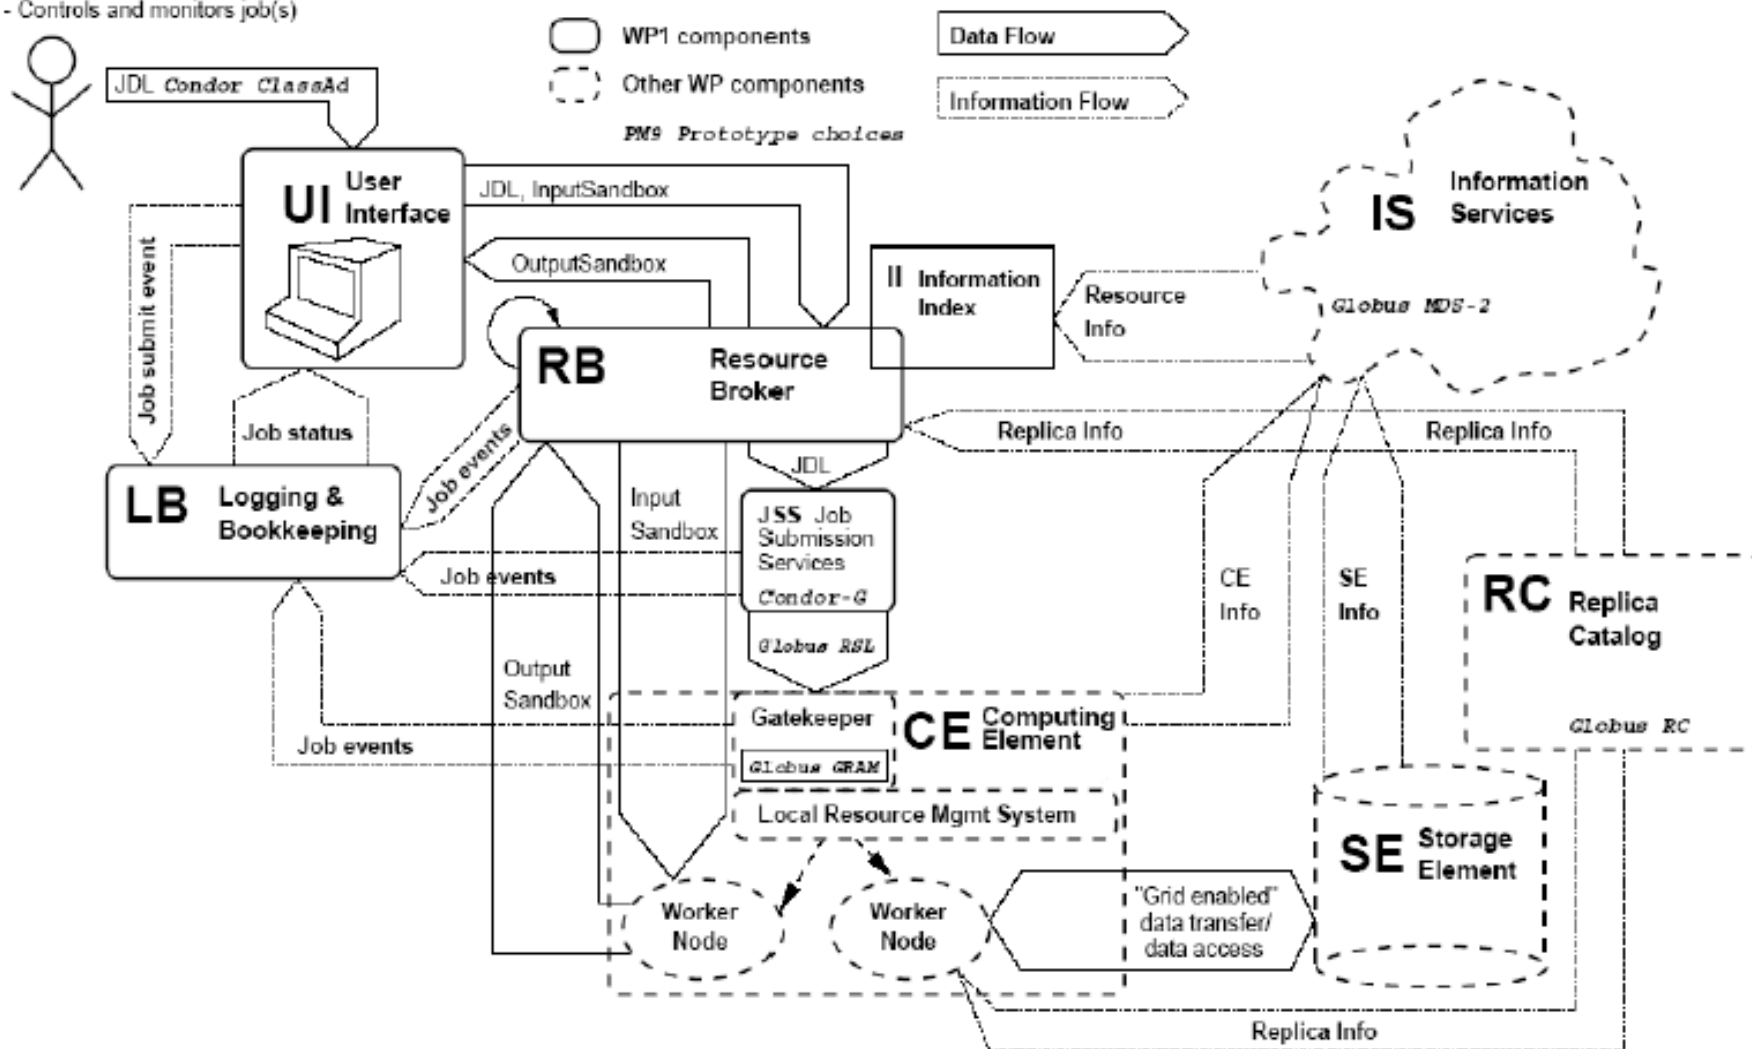 - Controls and monitors job(s)
WP1 components
Data Flow
JDL Condor ClassAd
Other WP components
Information Flow
PM9 Prototype choices
UI User
Interface
JDL, InputSandbox
IS Information
Services
OutputSandbox
II Information
Index
Resource
Info
Globus MDS-2
Job submit event
RB Resource
Broker
Job status
Job events
Replica Info
Replica Info
JDL
LB Logging &
Bookkeeping
Input
Sandbox
JSS Job
Submission
Services
Condor-G
Job events
CE
Info
SE
Info
RC Replica
Catalog
Globus RSL
Output
Sandbox
Gatekeeper
CE Computing
Element
Globus RC
Job events
Globus GRAM
Local Resource Mgmt System
SE Storage
Element
Worker
Node
Worker
Node
"Grid enabled"
data transfer/
data access
Replica Info